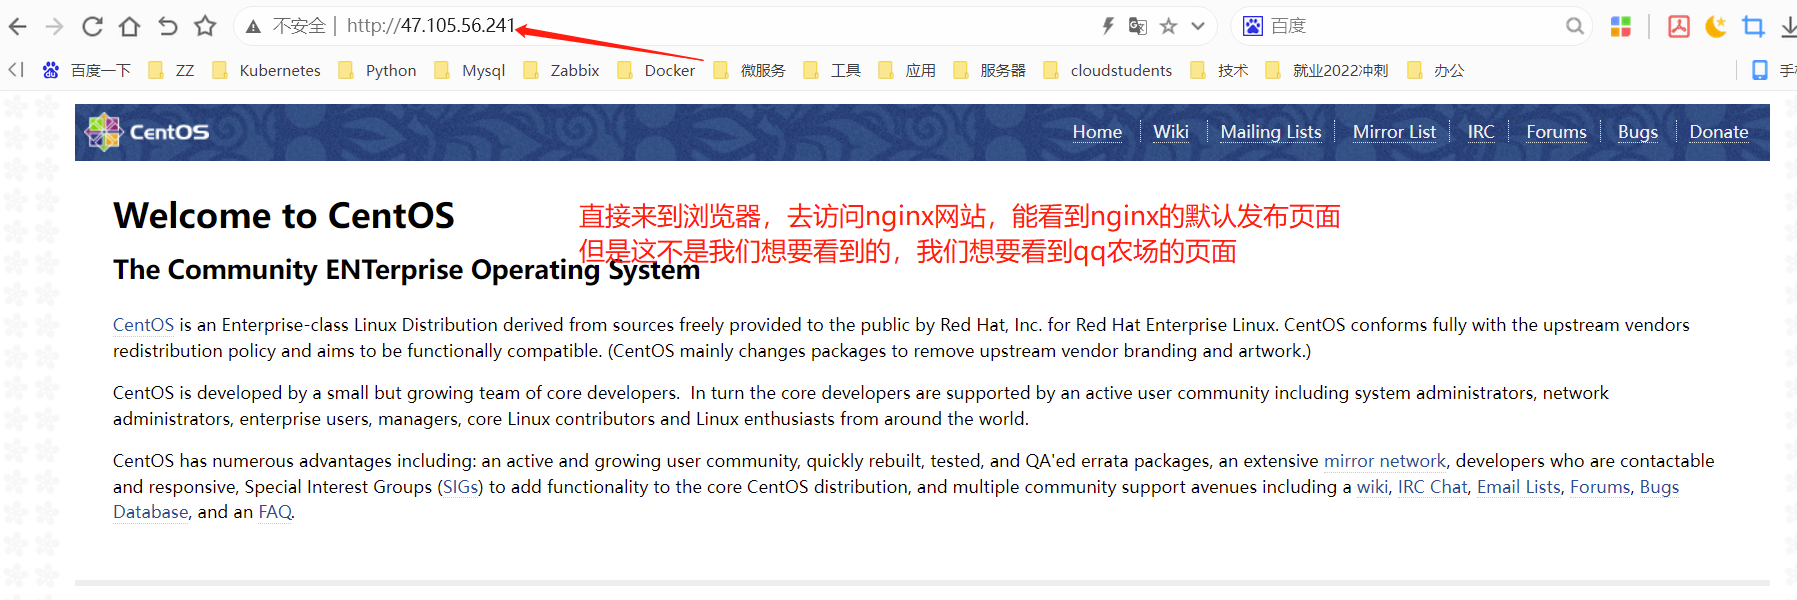 不安全 | http://47.105.56.241
百度
百度一下 ZZ Kubernetes Python Mysql Zabbix Docker 微服务 工具 应用 服务器 cloudstudents 技术 就业2022冲刺 办公
CentOS
Home Wiki Mailing Lists Mirror List IRC Forums Bugs Donate
Welcome to CentOS
直接来到浏览器，去访问nginx网站，能看到nginx的默认发布页面
但是这不是我们想要看到的，我们想要看到qq农场的页面
The Community ENTerprise Operating System
CentOS is an Enterprise-class Linux Distribution derived from sources freely provided to the public by Red Hat, Inc. for Red Hat Enterprise Linux. CentOS conforms fully with the upstream vendors
redistribution policy and aims to be functionally compatible. (CentOS mainly changes packages to remove upstream vendor branding and artwork.)
CentOS is developed by a small but growing team of core developers. In turn the core developers are supported by an active user community including system administrators, network
administrators, enterprise users, managers, core Linux contributors and Linux enthusiasts from around the world.
CentOS has numerous advantages including: an active and growing user community, quickly rebuilt, tested, and QA'ed errata packages, an extensive mirror network, developers who are contactable
and responsive, Special Interest Groups (SIGs) to add functionality to the core CentOS distribution, and multiple community support avenues including a wiki, IRC Chat, Email Lists, Forums, Bugs
Database, and an FAQ.